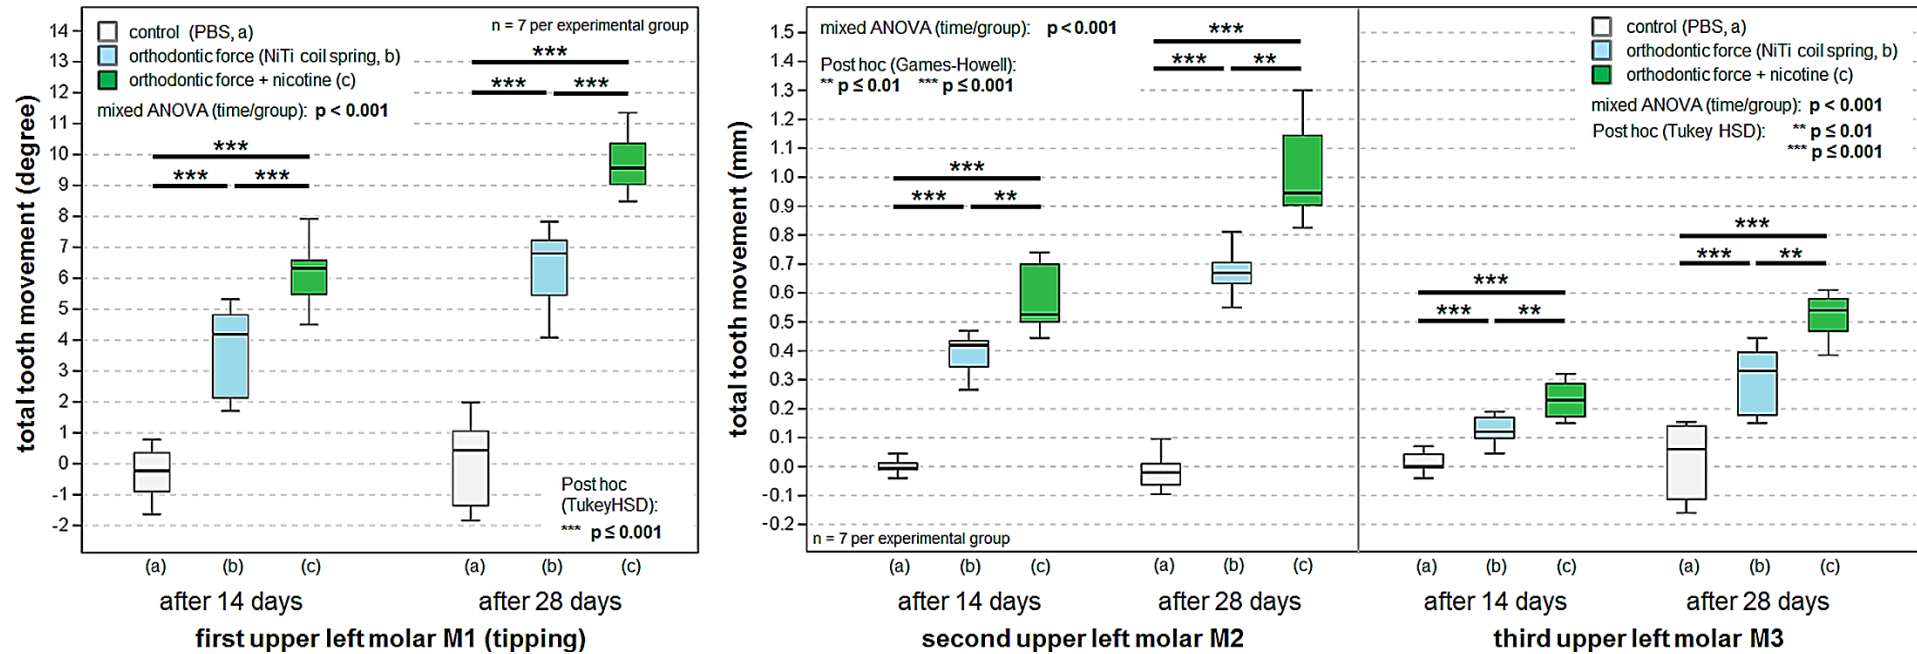 total tooth movement (degree)
14
13
12
11
10
9
8
7
6
5
4
3
2
1
0
-1
-2
control (PBS, a)
orthodontic force (NiTi coil spring, b)
orthodontic force + nicotine (c)
mixed ANOVA (time/group): p < 0.001
n = 7 per experimental group
***
*** ***
***
*** ***
Post hoc
(TukeyHSD):
*** p ≤ 0.001
(a) (b) (c) (a) (b) (c)
after 14 days after 28 days
first upper left molar M1 (tipping)
total tooth movement (mm)
1.5
1.4
1.3
1.2
1.1
1.0
0.9
0.8
0.7
0.6
0.5
0.4
0.3
0.2
0.1
0.0
-0.1
-0.2
mixed ANOVA (time/group): p < 0.001
Post hoc (Games-Howell):
** p ≤ 0.01 *** p ≤ 0.001
***
*** **
***
*** **
n = 7 per experimental group
(a) (b) (c) (a) (b) (c)
after 14 days after 28 days
second upper left molar M2
control (PBS, a)
orthodontic force (NiTi coil spring, b)
orthodontic force + nicotine (c)
mixed ANOVA (time/group): p < 0.001
Post hoc (Tukey HSD): ** p ≤ 0.01
*** p ≤ 0.001
***
*** **
***
*** **
(a) (b) (c) (a) (b) (c)
after 14 days after 28 days
third upper left molar M3